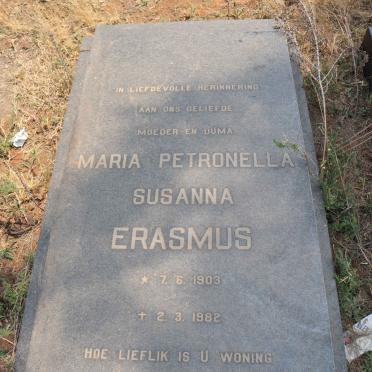 IN LIEFDEVOLLE HERINNERING
AAN ONS GELIEFDE
MOEDER EN OUMA
MARIA PETRONELLA
SUSANNA
ERASMUS
* 7.6.1903
✝ 2.3.1982
HOE LIEFLIK IS U WONING